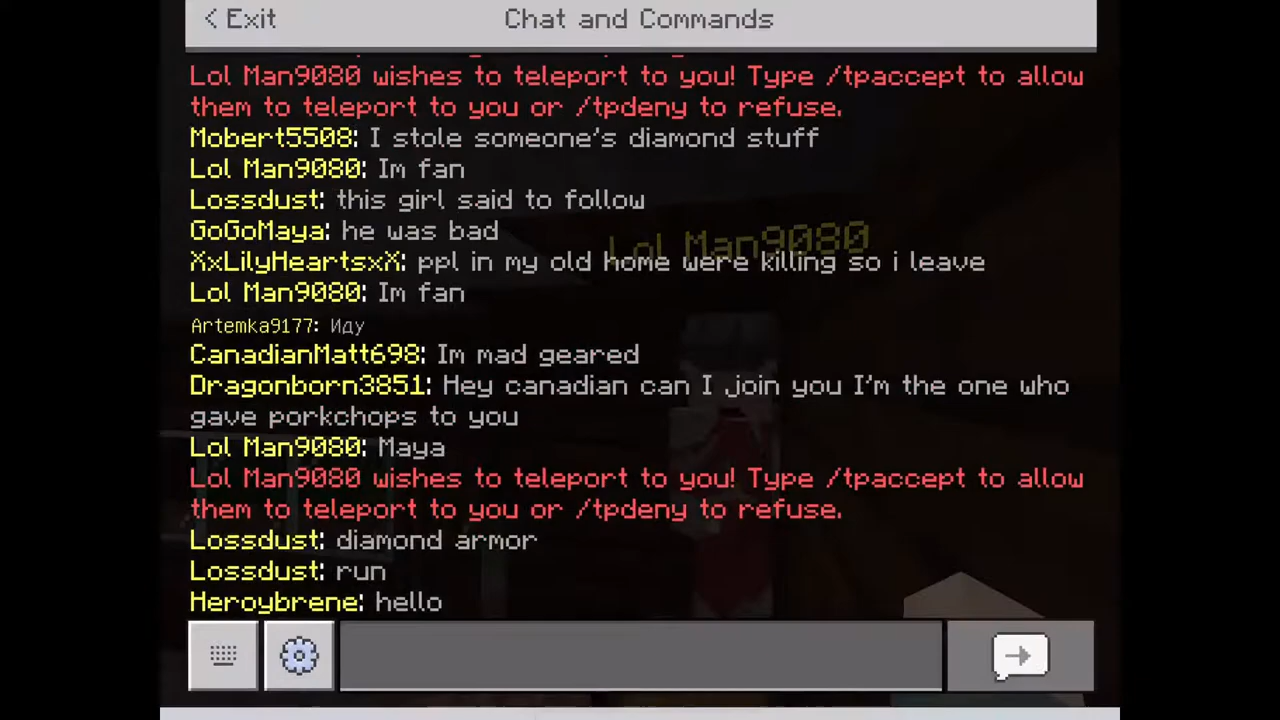 < Exit
Chat and Commands
Lol Man9080 wishes to teleport to you! Type /tpaccept to allow
them to teleport to you or /tpdeny to refuse.
Mobert5508: I stole someone's diamond stuff
Lol Man9080: Im fan
Lossdust: this girl said to follow
GoGoMaya: he was bad
Lol Man9080
XxLilyHeartsxX: ppl in my old home were killing so i leave
Lol Man9080: Im fan
Artemka9177: Иду
CanadianMatt698: Im mad geared
Dragonborn3851: Hey canadian can I join you I'm the one who
gave porkchops to you
Lol Man9080: Maya
Lol Man9080 wishes to teleport to you! Type /tpaccept to allow
them to teleport to you or /tpdeny to refuse.
Lossdust: diamond armor
Lossdust: run
Heroybrene: hello